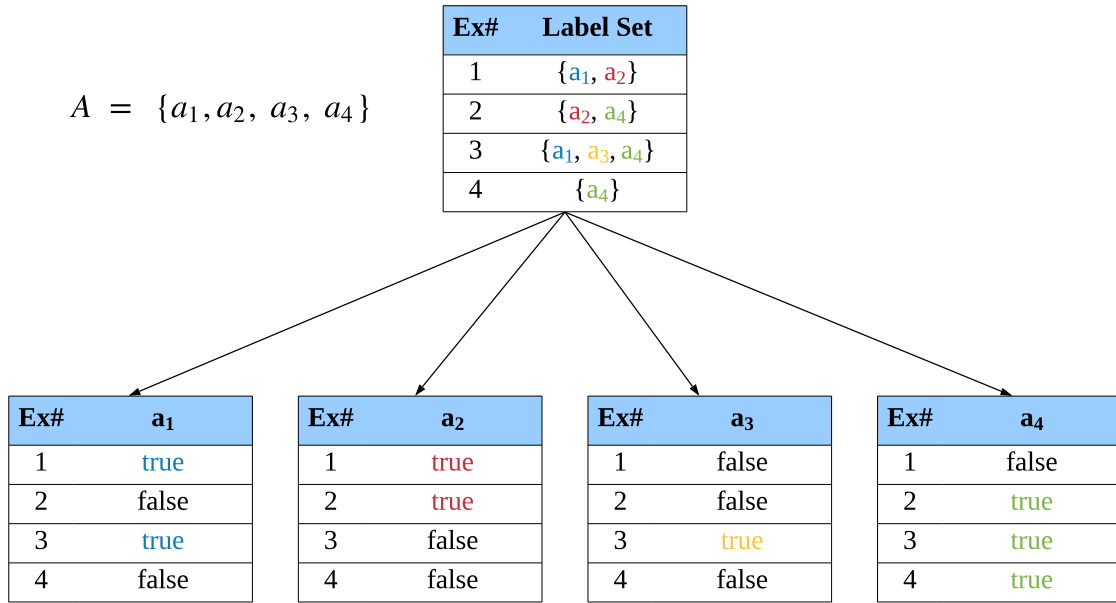 Ex# Label Set
1 {a₁, a₂}
A = {a₁, a₂, a₃, a₄}
2 {a₂, a₄}
3 {a₁, a₃, a₄}
4 {a₄}
Ex# a₁
1 true
2 false
3 true
4 false
Ex# a₂
1 true
2 true
3 false
4 false
Ex# a₃
1 false
2 false
3 true
4 false
Ex# a₄
1 false
2 true
3 true
4 true